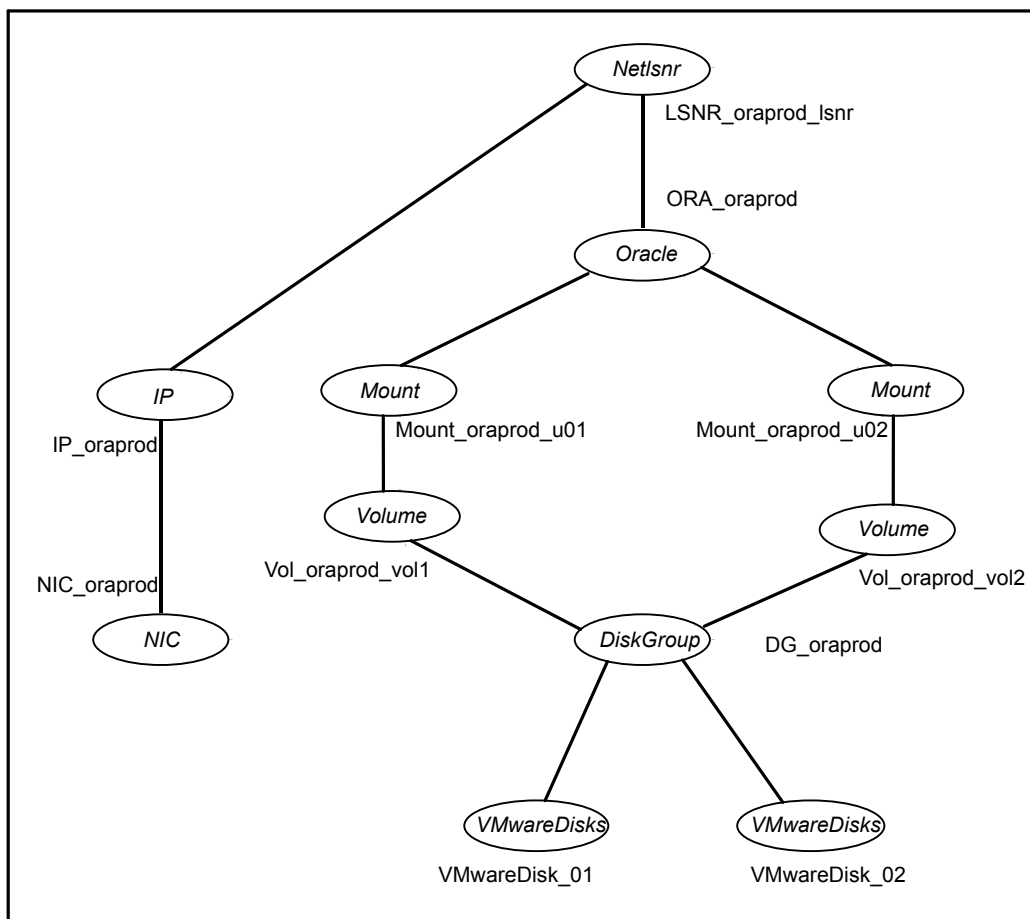 Netlsnr
LSNR_oraprod_lsnr
ORA_oraprod
Oracle
IP
Mount
Mount
IP_oraprod
Mount_oraprod_u01
Mount_oraprod_u02
Volume
Volume
Vol_oraprod_vol1
Vol_oraprod_vol2
NIC_oraprod
NIC
DiskGroup
DG_oraprod
VMwareDisks
VMwareDisks
VMwareDisk_01
VMwareDisk_02